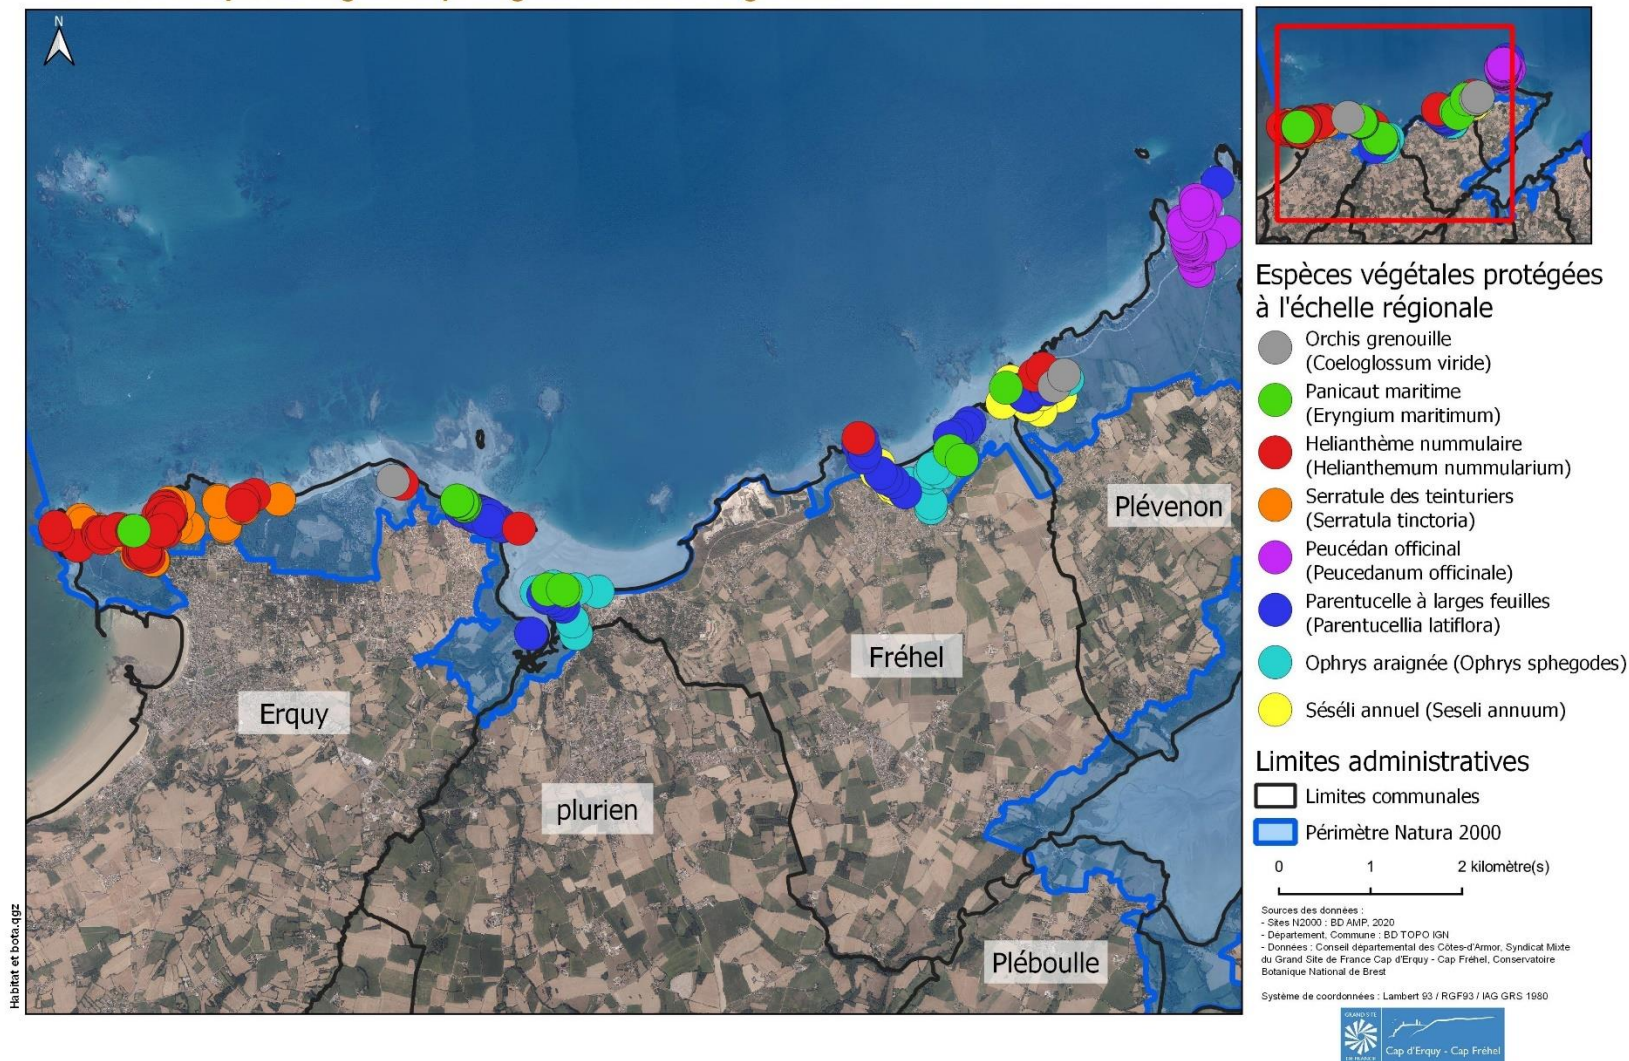 N
Espèces végétales protégées
à l'échelle régionale
Orchis grenouille
(Coeloglossum viride)
Panicaut maritime
(Eryngium maritimum)
Helianthème nummulaire
(Helianthemum nummularium)
Serratule des teinturiers
(Serratula tinctoria)
Peucédan officinal
(Peucedanum officinale)
Parentucelle à larges feuilles
(Parentucellia latiflora)
Ophrys araignée (Ophrys sphegodes)
Séséli annuel (Seseli annuum)
Limites administratives
Limites communales
Périmètre Natura 2000
0 1 2 kilomètre(s)
Sources des données :
- Sites N2000 : BD AMP, 2020
- Département, Commune : BD TOPO IGN
- Données : Conseil départemental des Côtes-d'Armor, Syndicat Mixte
du Grand Site de France Cap d'Erquy - Cap Fréhel, Conservatoire
Botanique National de Brest
Système de coordonnées : Lambert 93 / RGF93 / IAG GRS 1980
GRAND SITE
DE FRANCE
Cap d'Erquy - Cap Fréhel
Plévenon
Fréhel
Erquy
plurien
Pléboulle
Habitat et bota.qgz